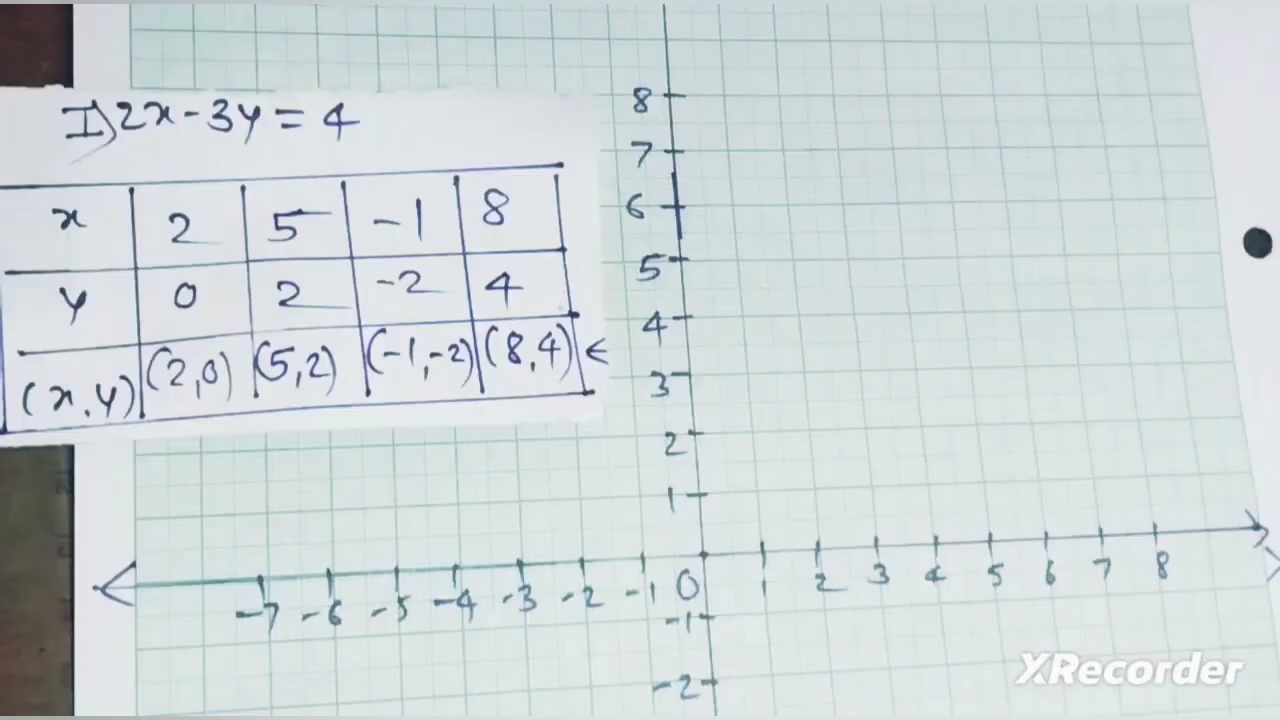 I) 2x - 3y = 4
x 2 5 -1 8
y 0 2 -2 4
(x,y) (2,0) (5,2) (-1,-2) (8,4) ←
8
7
6
5
4
3
2
1
-7 -6 -5 -4 -3 -2 -1 0 1 2 3 4 5 6 7 8
-1
-2
XRecorder